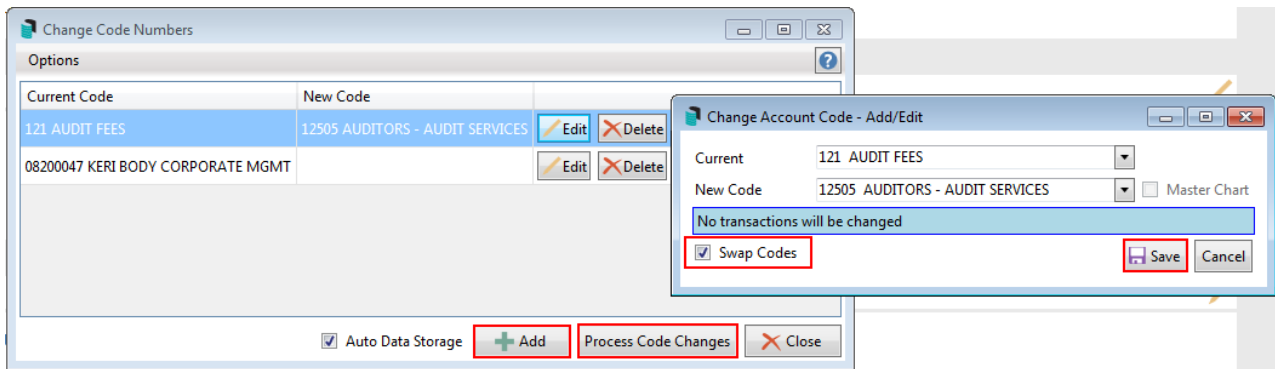 Change Code Numbers
Options
Current Code New Code
121 AUDIT FEES 12505 AUDITORS - AUDIT SERVICES Edit Delete
08200047 KERI BODY CORPORATE MGMT Edit Delete
Auto Data Storage Add Process Code Changes Close
Change Account Code - Add/Edit
Current 121 AUDIT FEES
New Code 12505 AUDITORS - AUDIT SERVICES Master Chart
No transactions will be changed
Swap Codes Save Cancel